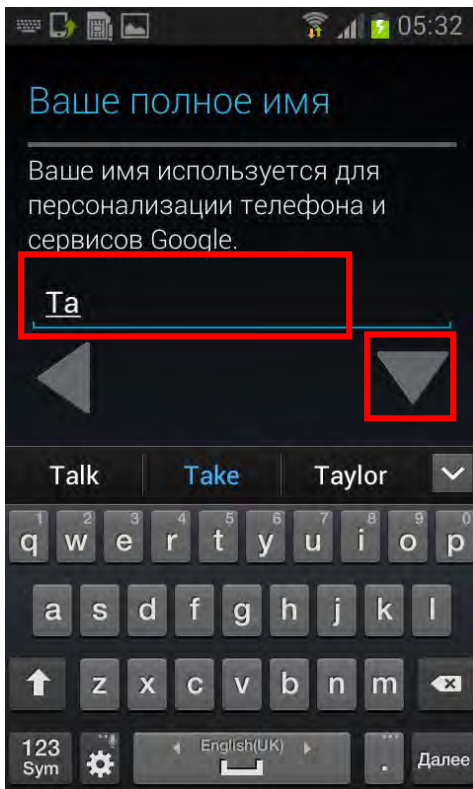 05:32
Ваше полное имя
Ваше имя используется для
персонализации телефона и
сервисов Google.
Ta
Talk Take Taylor
1 2 3 4 5 6 7 8 9 0
q w e r t y u i o p
a s d f g h j k l
z x c v b n m
123 English(UK) . Далее
Sym